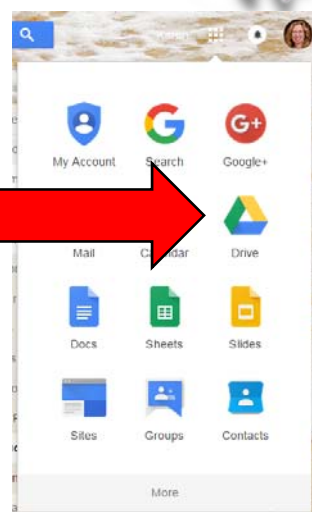 My Account Search Google+
Mail Calendar Drive
Docs Sheets Slides
Sites Groups Contacts
More